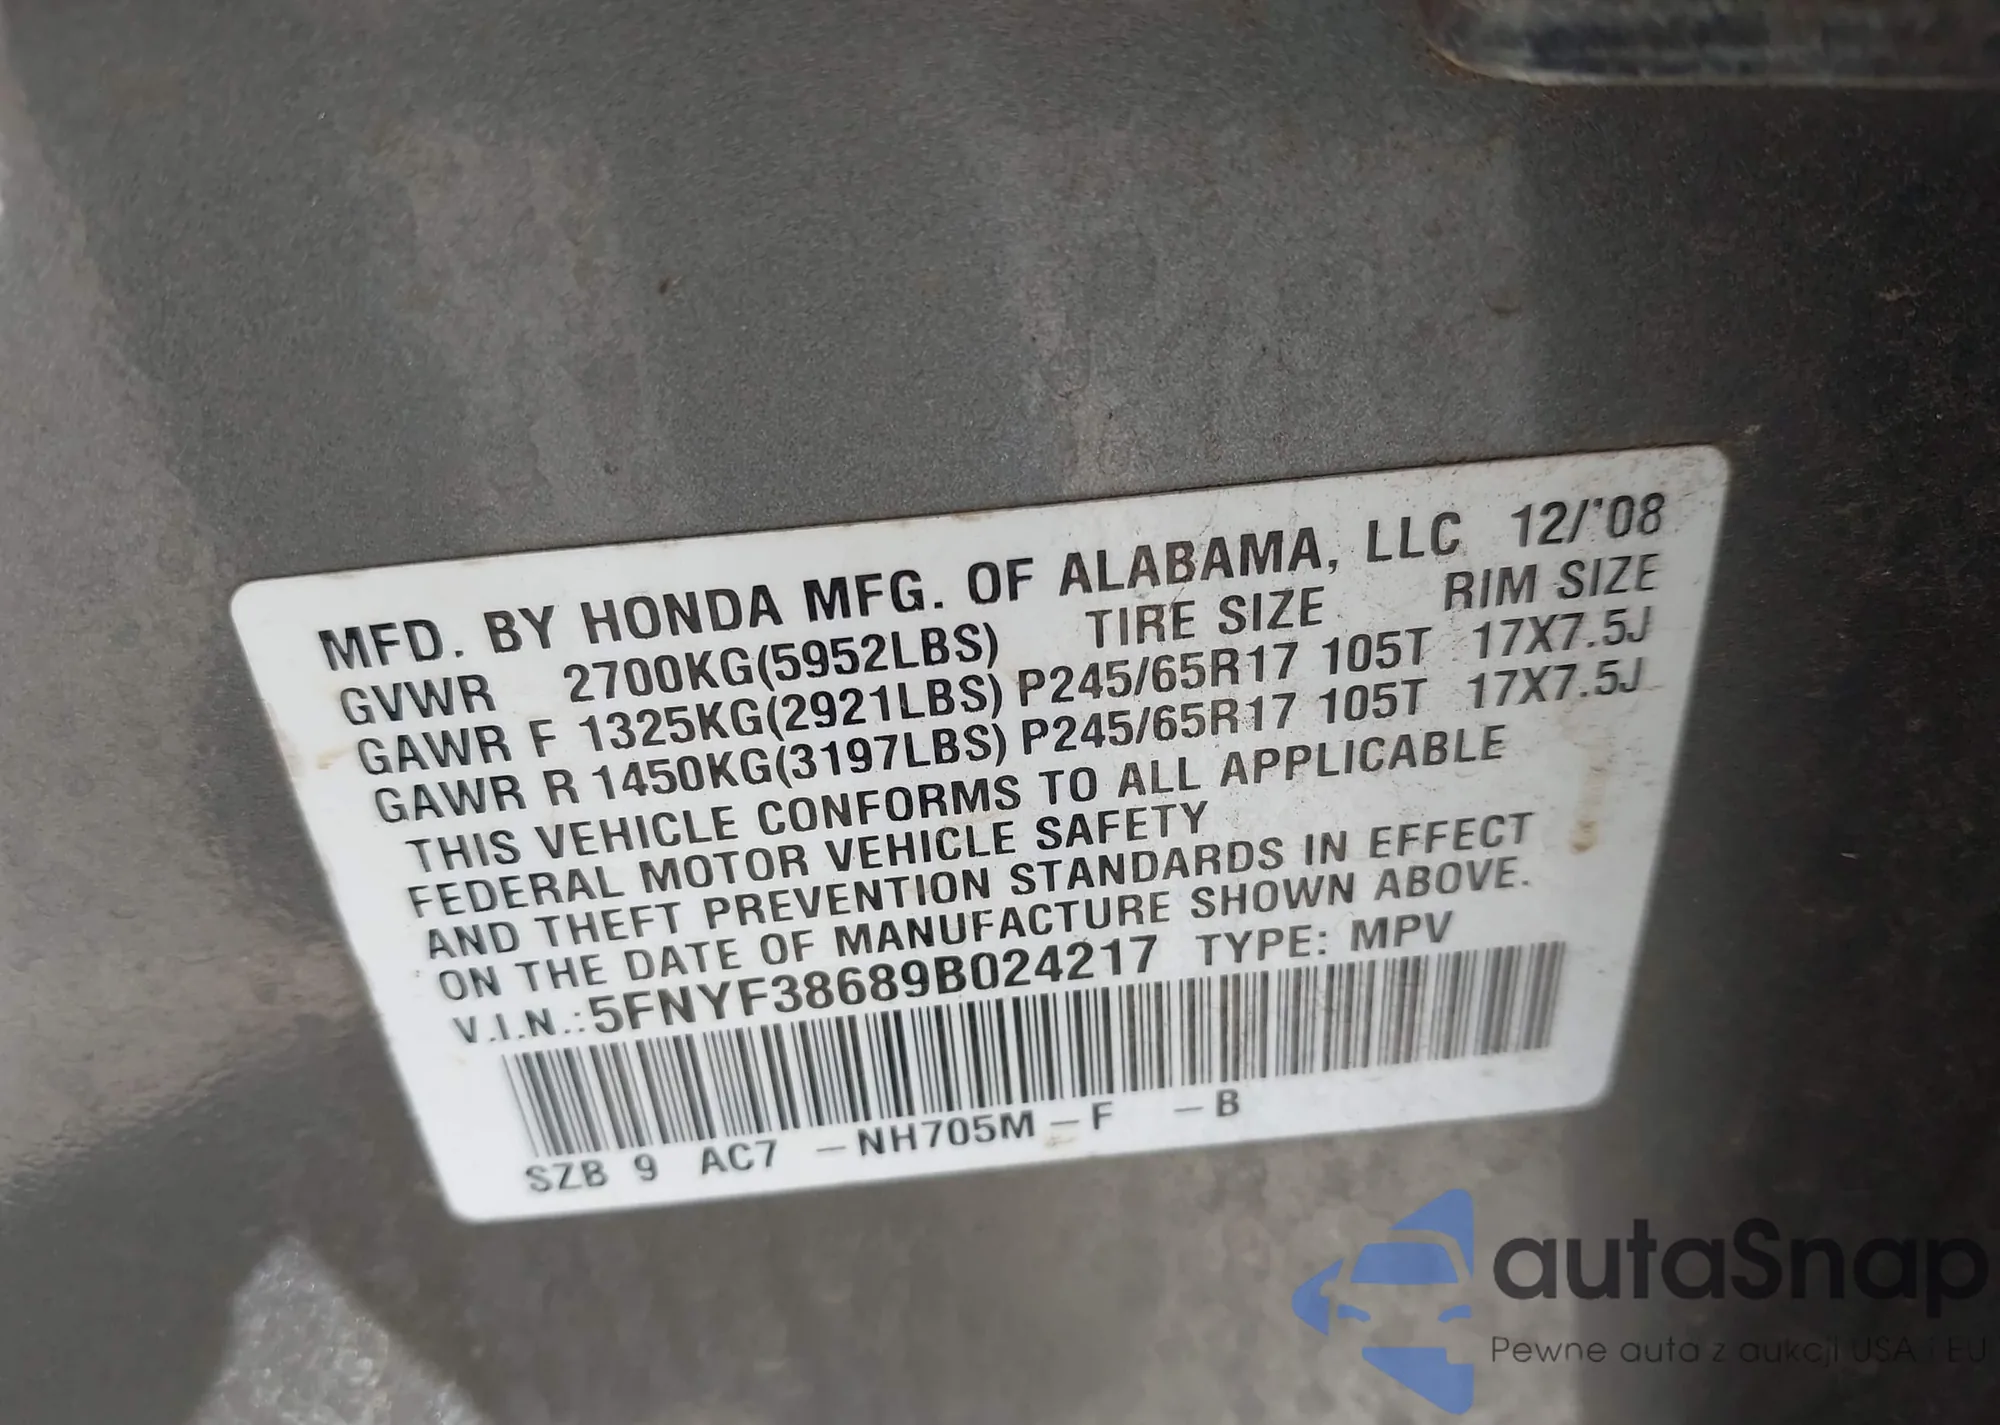 MFD. BY HONDA MFG. OF ALABAMA, LLC 12/'08
GVWR 2700KG(5952LBS) TIRE SIZE RIM SIZE
GAWR F 1325KG(2921LBS) P245/65R17 105T 17X7.5J
GAWR R 1450KG(3197LBS) P245/65R17 105T 17X7.5J
THIS VEHICLE CONFORMS TO ALL APPLICABLE
FEDERAL MOTOR VEHICLE SAFETY
AND THEFT PREVENTION STANDARDS IN EFFECT
ON THE DATE OF MANUFACTURE SHOWN ABOVE.
V.I.N.: 5FNYF38689B024217 TYPE: MPV
SZB 9 AC7 –NH705M–F –B
autaSnap
Pewne auta z aukcji USA i EU